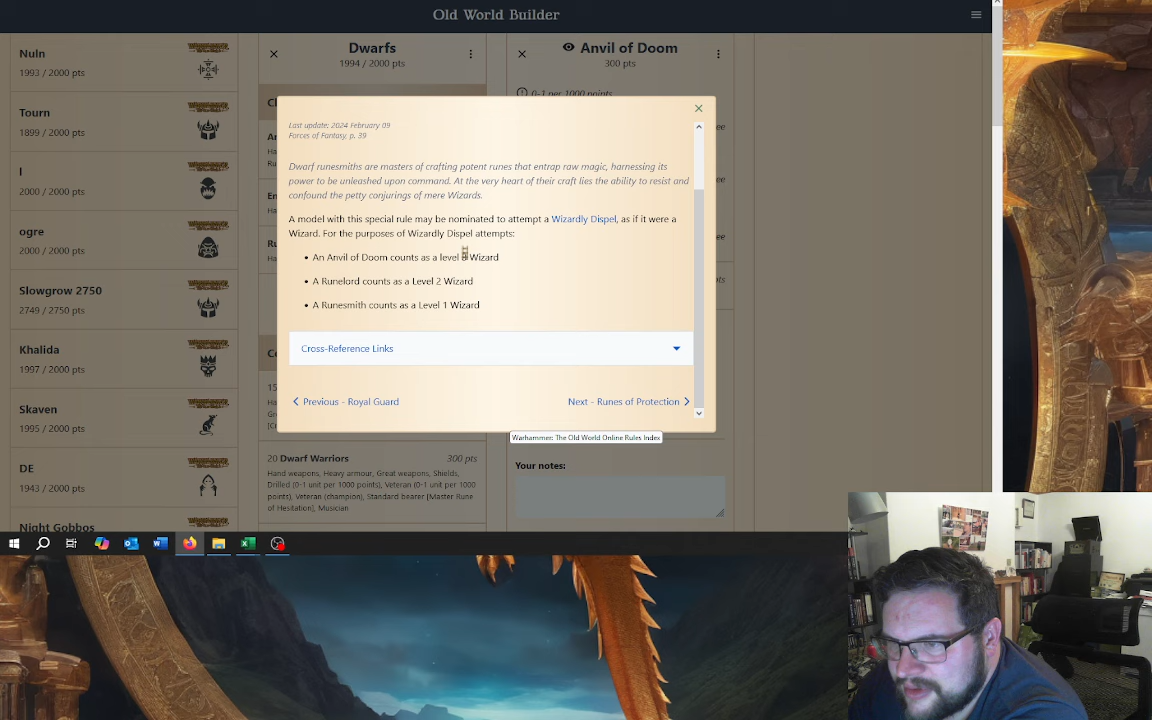 Old World Builder
Nuln
1993 / 2000 pts
Tourn
1899 / 2000 pts
I
2000 / 2000 pts
ogre
2000 / 2000 pts
Slowgrow 2750
2749 / 2750 pts
Khalida
1997 / 2000 pts
Skaven
1995 / 2000 pts
DE
1943 / 2000 pts
Night Gobbos
Dwarfs
1994 / 2000 pts
Anvil of Doom
300 pts
0-1 per 1000 points
Last update: 2024 February 09
Forces of Fantasy, p. 39
Dwarf runesmiths are masters of crafting potent runes that entrap raw magic, harnessing its
power to be unleashed upon command. At the very heart of their craft lies the ability to resist and
confound the petty conjurings of mere Wizards.
A model with this special rule may be nominated to attempt a Wizardly Dispel, as if it were a
Wizard. For the purposes of Wizardly Dispel attempts:
• An Anvil of Doom counts as a level Wizard
• A Runelord counts as a Level 2 Wizard
• A Runesmith counts as a Level 1 Wizard
Cross-Reference Links
Previous - Royal Guard
Next - Runes of Protection
Warhammer: The Old World Online Rules Index
20 Dwarf Warriors 300 pts
Hand weapons, Heavy armour, Great weapons, Shields,
Drilled (0-1 unit per 1000 points), Veteran (0-1 unit per 1000
points), Veteran (champion), Standard bearer [Master Rune
of Hesitation], Musician
Your notes: